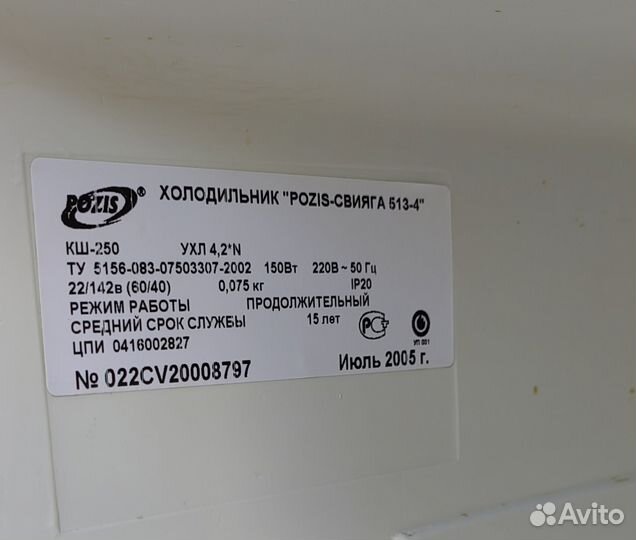 POZIS ® ХОЛОДИЛЬНИК "POZIS-СВИЯГА 513-4"
КШ-250 УХЛ 4,2*N
ТУ 5156-083-07503307-2002 150Вт 220В ~ 50 Гц
22/142в (60/40) 0,075 кг IP20
РЕЖИМ РАБОТЫ ПРОДОЛЖИТЕЛЬНЫЙ
СРЕДНИЙ СРОК СЛУЖБЫ 15 лет
ЦПИ 0416002827 УП 001
№ 022CV20008797 Июль 2005 г.
Avito